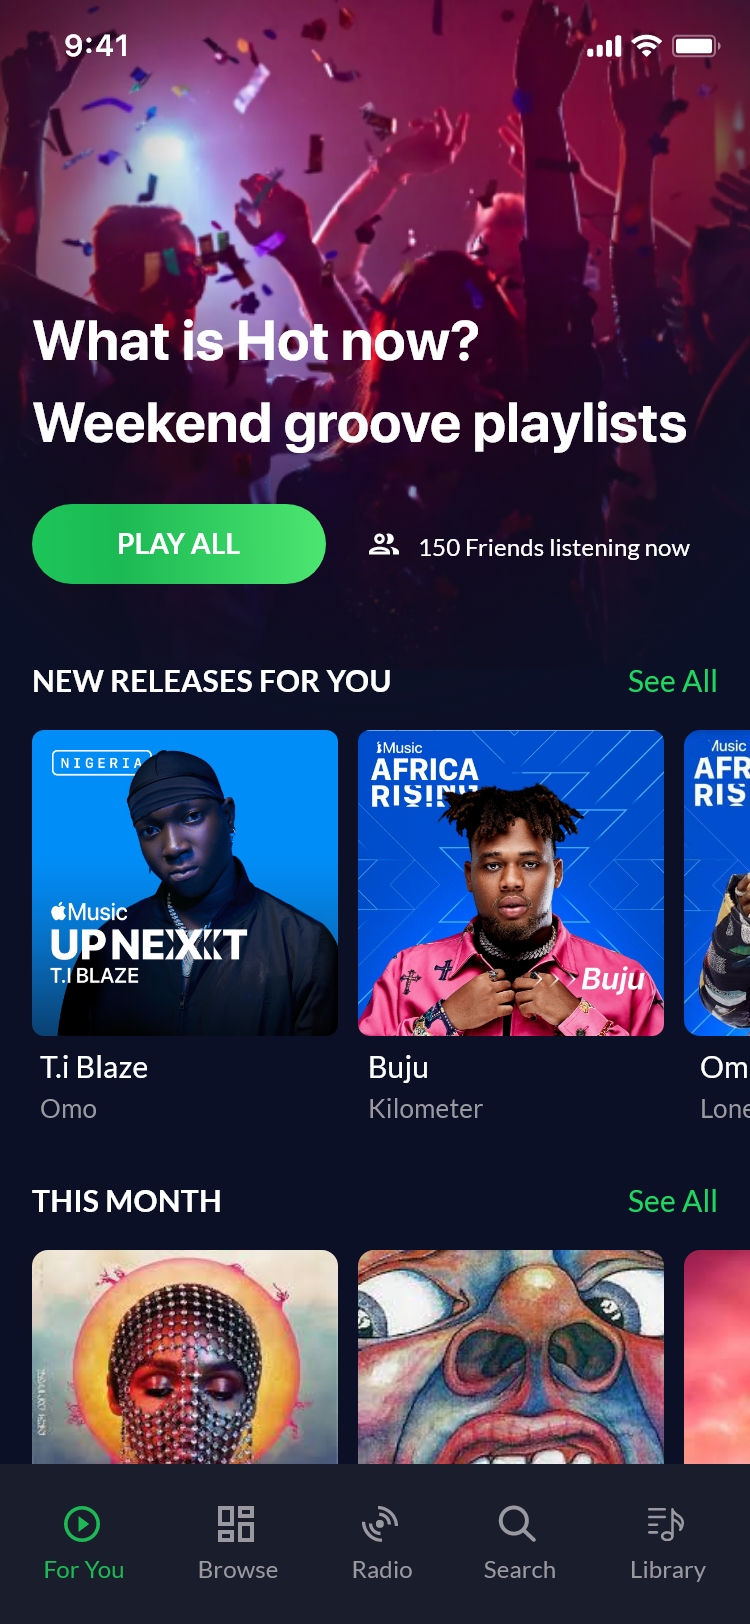 9:41
What is Hot now?
Weekend groove playlists
PLAY ALL
150 Friends listening now
NEW RELEASES FOR YOU
See All
NIGERIA
Music
UP NEXT
T.I BLAZE
Music
AFRICA
RISING
Buju
Music
AFR
RIS
T.i Blaze
Omo
Buju
Kilometer
Om
Lone
THIS MONTH
See All
For You
Browse
Radio
Search
Library